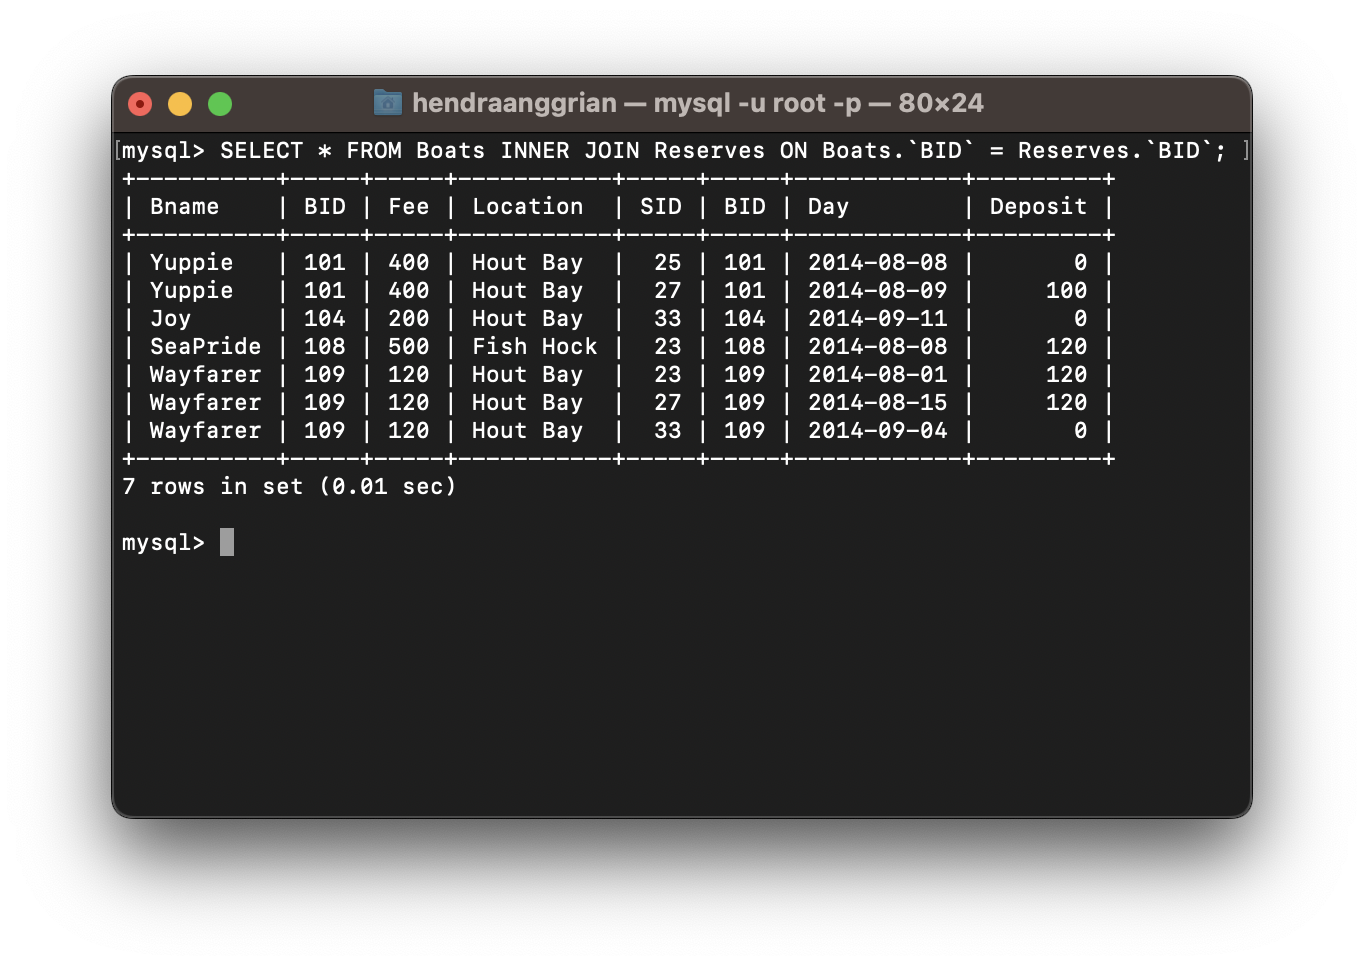 hendraanggrian — mysql -u root -p — 80×24
[mysql> SELECT * FROM Boats INNER JOIN Reserves ON Boats.`BID` = Reserves.`BID`; ]
+-----------+-----+-----+-----------+-----+-----+------------+---------+
| Bname     | BID | Fee | Location  | SID | BID | Day        | Deposit |
+-----------+-----+-----+-----------+-----+-----+------------+---------+
| Yuppie   | 101 | 400 | Hout Bay  |  25 | 101 | 2014-08-08 |       0 |
| Yuppie   | 101 | 400 | Hout Bay  |  27 | 101 | 2014-08-09 |     100 |
| Joy      | 104 | 200 | Hout Bay  |  33 | 104 | 2014-09-11 |       0 |
| SeaPride | 108 | 500 | Fish Hock |  23 | 108 | 2014-08-08 |     120 |
| Wayfarer | 109 | 120 | Hout Bay  |  23 | 109 | 2014-08-01 |     120 |
| Wayfarer | 109 | 120 | Hout Bay  |  27 | 109 | 2014-08-15 |     120 |
| Wayfarer | 109 | 120 | Hout Bay  |  33 | 109 | 2014-09-04 |       0 |
+-----------+-----+-----+-----------+-----+-----+------------+---------+
7 rows in set (0.01 sec)
mysql>